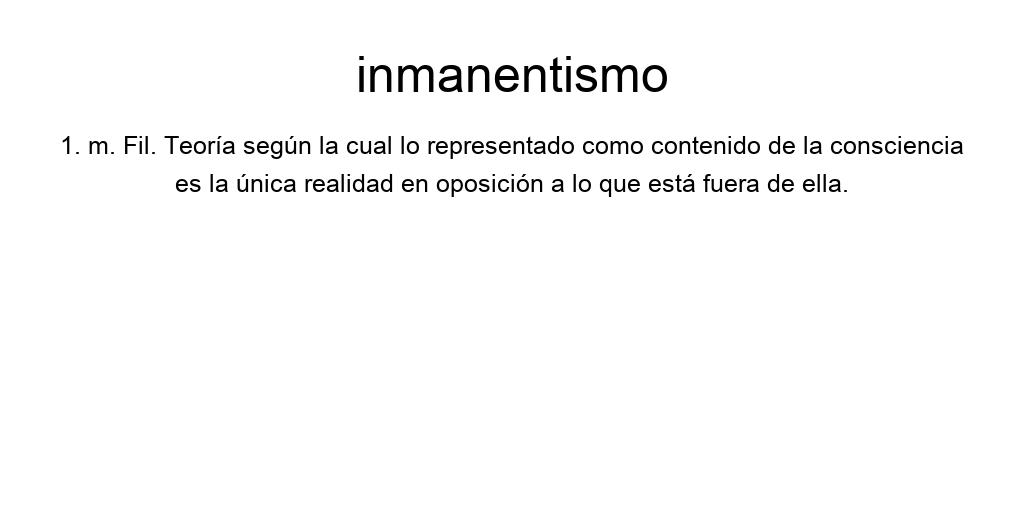 inmanentismo
1. m. Fil. Teoría según la cual lo representado como contenido de la consciencia
es la única realidad en oposición a lo que está fuera de ella.